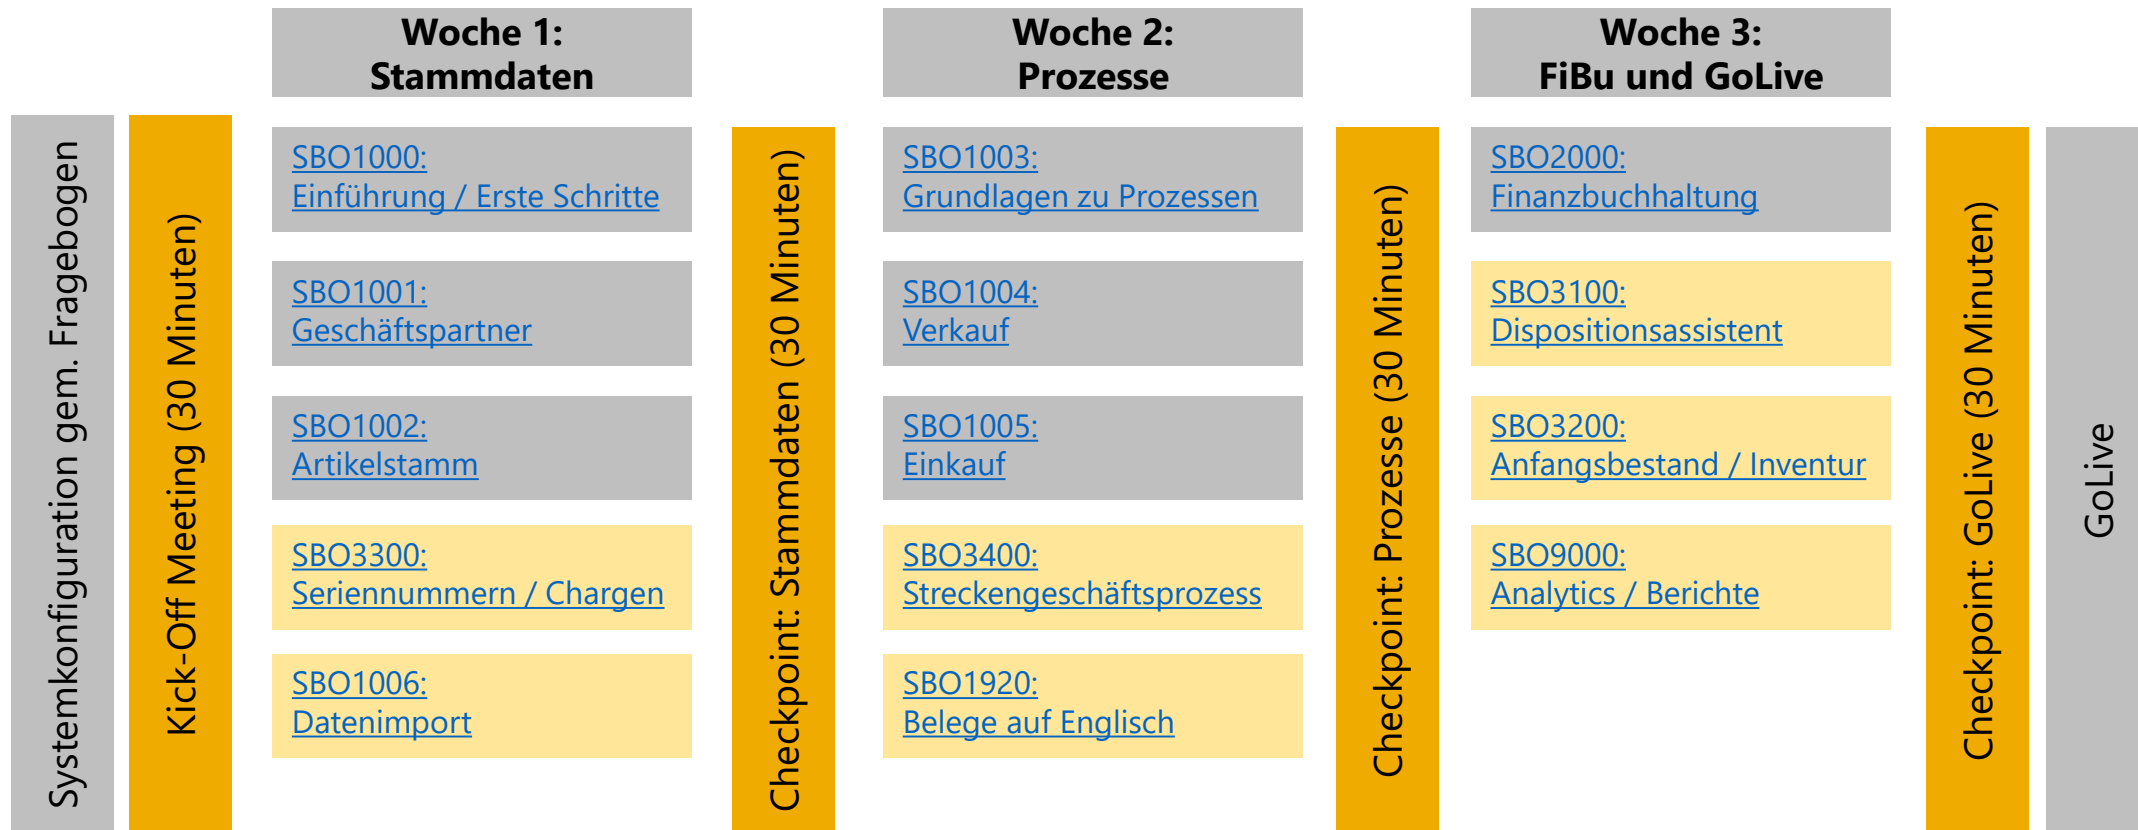 Systemkonfiguration gem. Fragebogen
Kick-Off Meeting (30 Minuten)
Woche 1:
Stammdaten
SBO1000:
Einführung / Erste Schritte
SBO1001:
Geschäftspartner
SBO1002:
Artikelstamm
SBO3300:
Seriennummern / Chargen
SBO1006:
Datenimport
Checkpoint: Stammdaten (30 Minuten)
Woche 2:
Prozesse
SBO1003:
Grundlagen zu Prozessen
SBO1004:
Verkauf
SBO1005:
Einkauf
SBO3400:
Streckengeschäftsprozess
SBO1920:
Belege auf Englisch
Checkpoint: Prozesse (30 Minuten)
Woche 3:
FiBu und GoLive
SBO2000:
Finanzbuchhaltung
SBO3100:
Dispositionsassistent
SBO3200:
Anfangsbestand / Inventur
SBO9000:
Analytics / Berichte
Checkpoint: GoLive (30 Minuten)
GoLive